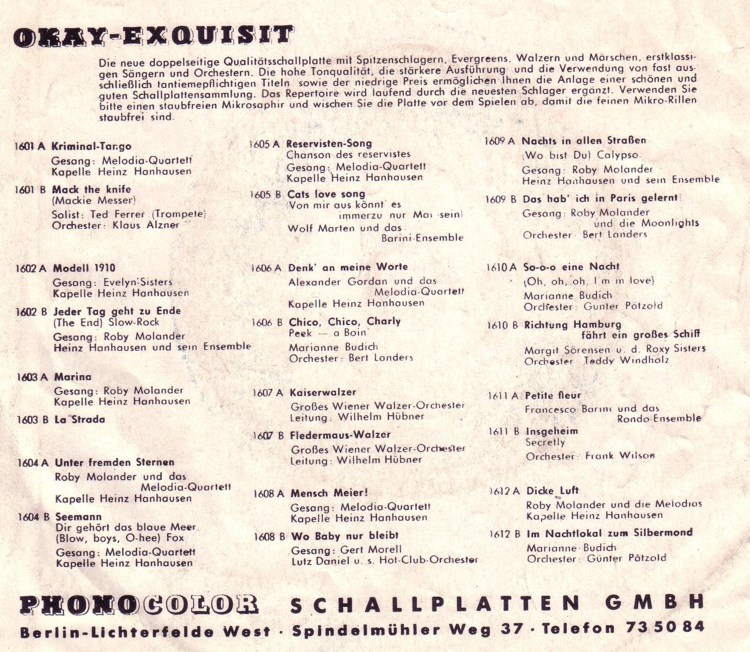 OKAY-EXQUISIT
Die neue doppelseitige Qualitätsschallplatte mit Spitzenschlagern, Evergreens, Walzern und Märschen, erstklassi-
gen Sängern und Orchestern. Die hohe Tonqualität, die stärkere Ausführung und die Verwendung von fast aus-
schließlich tantiemepflichtigen Titeln sowie der niedrige Preis ermöglichen Ihnen die Anlage einer schönen und
guten Schallplattensammlung. Das Repertoire wird laufend durch die neuesten Schlager ergänzt. Verwenden Sie
bitte einen staubfreien Mikrosaphir und wischen Sie die Platte vor dem Spielen ab, damit die feinen Mikro-Rillen
staubfrei sind.
1601 A Kriminal-Tango
Gesang: Melodia-Quartett
Kapelle Heinz Hanhausen
1601 B Mack the knife
(Mackie Messer)
Solist: Ted Ferrer (Trompete)
Orchester: Klaus Alzner
1602 A Modell 1910
Gesang: Evelyn-Sisters
Kapelle Heinz Hanhausen
1602 B Jeder Tag geht zu Ende
(The End) Slow-Rock
Gesang: Roby Molander
Heinz Hanhausen und sein Ensemble
1603 A Marina
Gesang: Roby Molander
Kapelle Heinz Hanhausen
1603 B La Strada
1604 A Unter fremden Sternen
Roby Molander und das
Melodia-Quartett
Kapelle Heinz Hanhausen
1604 B Seemann
Dir gehört das blaue Meer
(Blow, boys, O-hee) Fox
Gesang: Melodia-Quartett
Kapelle Heinz Hanhausen
1605 A Reservisten-Song
Chanson des reservistes
Gesang: Melodia-Quartett
Kapelle Heinz Hanhausen
1605 B Cats love song
(Von mir aus könnt' es
immerzu nur Mai sein)
Wolf Marten und das
Barini-Ensemble
1606 A Denk' an meine Worte
Alexander Gordan und das
Melodia-Quartett
Kapelle Heinz Hanhausen
1606 B Chico, Chico, Charly
Peek — a Boin'
Marianne Budich
Orchester: Bert Landers
1607 A Kaiserwalzer
Großes Wiener Walzer-Orchester
Leitung: Wilhelm Hübner
1607 B Fledermaus-Walzer
Großes Wiener Walzer-Orchester
Leitung: Wilhelm Hübner
1608 A Mensch Meier!
Gesang: Melodia-Quartett
Kapelle Heinz Hanhausen
1608 B Wo Baby nur bleibt
Gesang: Gert Morell
Lutz Daniel u. s. Hot-Club-Orchester
1609 A Nachts in allen Straßen
(Wo bist Du) Calypso
Gesang: Roby Molander
Heinz Hanhausen und sein Ensemble
1609 B Das hab' ich in Paris gelernt
Gesang: Roby Molander
und die Moonlights
Orchester: Bert Landers
1610 A So-o-o eine Nacht
(Oh, oh, oh, I'm in love)
Marianne Budich
Orchester: Günter Pätzold
1610 B Richtung Hamburg
fährt ein großes Schiff
Margit Sörensen u. d. Roxy Sisters
Orchester Teddy Windholz
1611 A Petite fleur
Francesco Barini und das
Rondo-Ensemble
1611 B Insgeheim
Secretly
Orchester: Frank Wilson
1612 A Dicke Luft
Roby Molander und die Melodias
Kapelle Heinz Hanhausen
1612 B Im Nachtlokal zum Silbermond
Marianne Budich
Orchester: Günter Pätzold
PHONOCOLOR SCHALLPLATTEN GMBH
Berlin-Lichterfelde West · Spindelmühler Weg 37 · Telefon 73 50 84